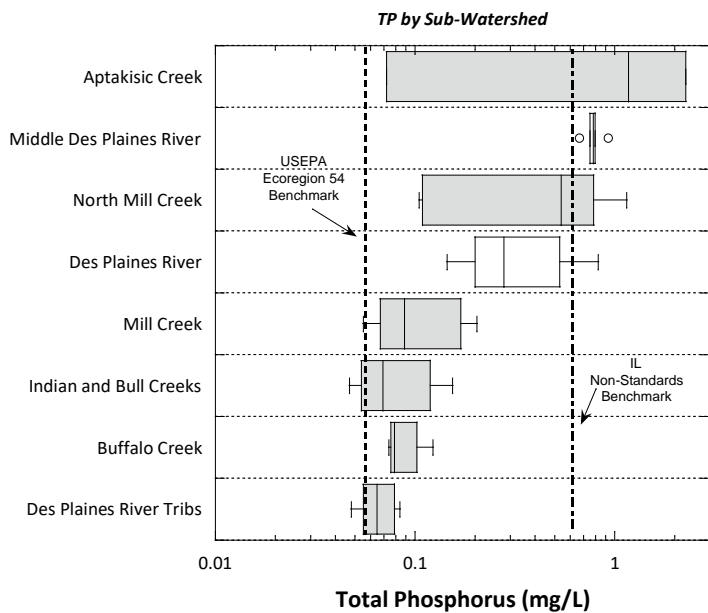 TP by Sub-Watershed
Aptakisic Creek
Middle Des Plaines River
USEPA
Ecoregion 54
Benchmark
North Mill Creek
Des Plaines River
Mill Creek
IL
Non-Standards
Benchmark
Indian and Bull Creeks
Buffalo Creek
Des Plaines River Tribs
0.01
0.1
1
Total Phosphorus (mg/L)